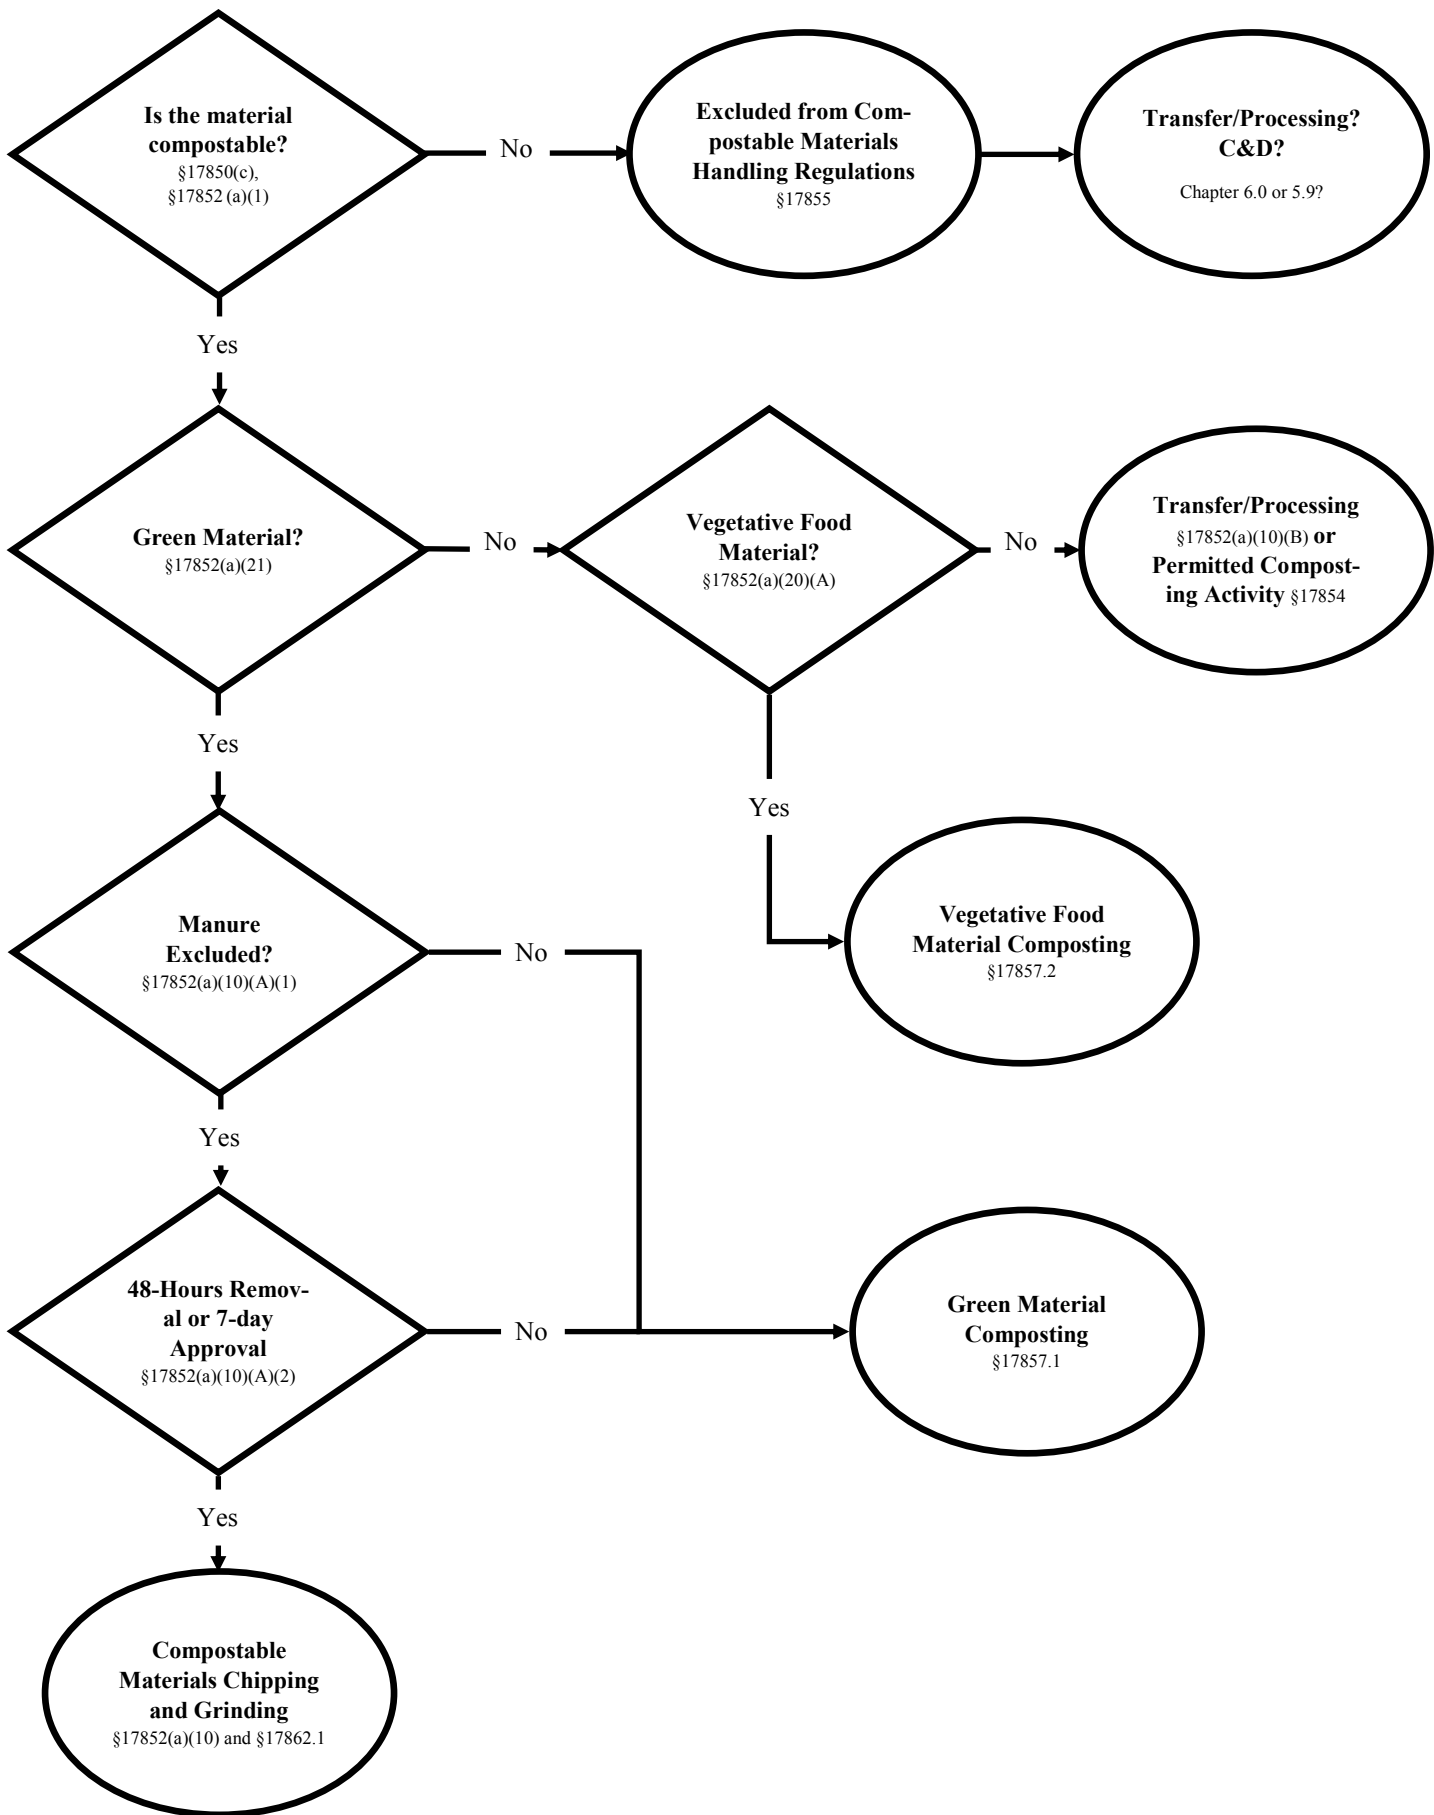 Is the material
compostable?
§17850(c),
§17852 (a)(1)
No
Excluded from Com-
postable Materials
Handling Regulations
§17855
Transfer/Processing?
C&D?
Chapter 6.0 or 5.9?
Yes
Green Material?
§17852(a)(21)
No
Vegetative Food
Material?
§17852(a)(20)(A)
No
Transfer/Processing
§17852(a)(10)(B) or
Permitted Compost-
ing Activity §17854
Yes
Yes
Vegetative Food
Material Composting
§17857.2
Manure
Excluded?
§17852(a)(10)(A)(1)
No
Yes
48-Hours Remov-
al or 7-day
Approval
§17852(a)(10)(A)(2)
No
Green Material
Composting
§17857.1
Yes
Compostable
Materials Chipping
and Grinding
§17852(a)(10) and §17862.1